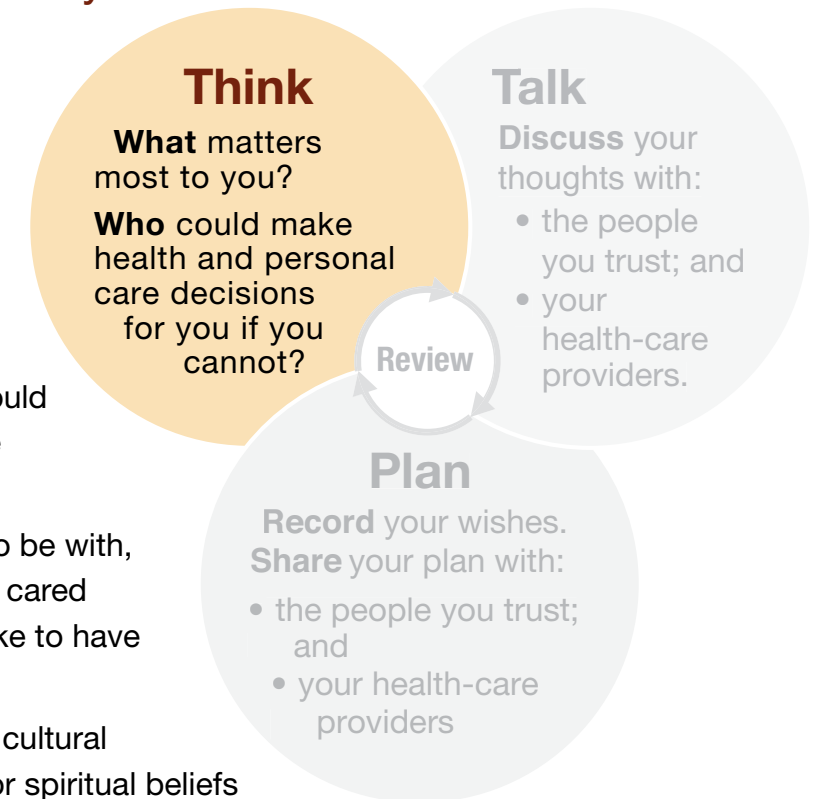 Think
What matters
most to you?
Who could make
health and personal
care decisions
for you if you
cannot?
Talk
Discuss your
thoughts with:
• the people
you trust; and
• your
health-care
providers.
Review
Plan
Record your wishes.
Share your plan with:
• the people you trust;
and
• your health-care
providers
o be with,
cared
ke to have
cultural
or spiritual beliefs